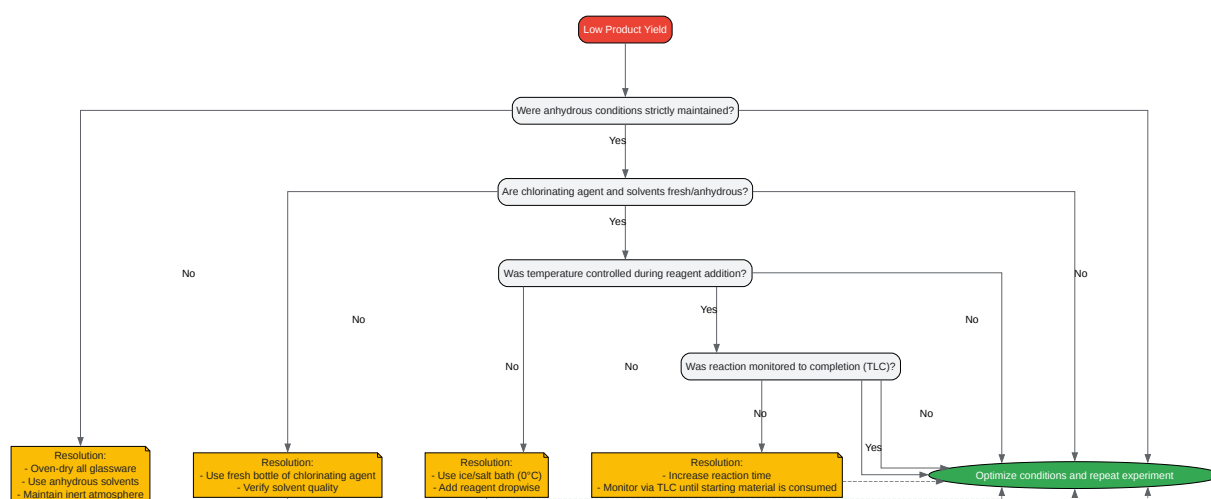 Low Product Yield
Were anhydrous conditions strictly maintained?
Yes
Are chlorinating agent and solvents fresh/anhydrous?
Yes
No
Was temperature controlled during reagent addition?
No
Yes
No
No
Was reaction monitored to completion (TLC)?
No
No
No
No
Yes
Resolution:
- Oven-dry all glassware
- Use anhydrous solvents
- Maintain inert atmosphere
Resolution:
- Use fresh bottle of chlorinating agent
- Verify solvent quality
Resolution:
- Use ice/salt bath (0°C)
- Add reagent dropwise
Resolution:
- Increase reaction time
- Monitor via TLC until starting material is consumed
Optimize conditions and repeat experiment